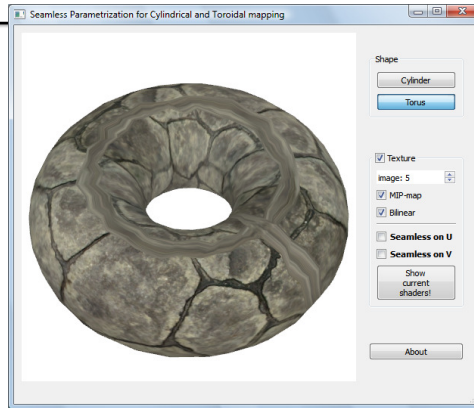 Seamless Parametrization for Cylindrical and Toroidal mapping
Shape
Cylinder
Torus
Texture
image: 5
MIP-map
Bilinear
Seamless on U
Seamless on V
Show
current
shaders!
About